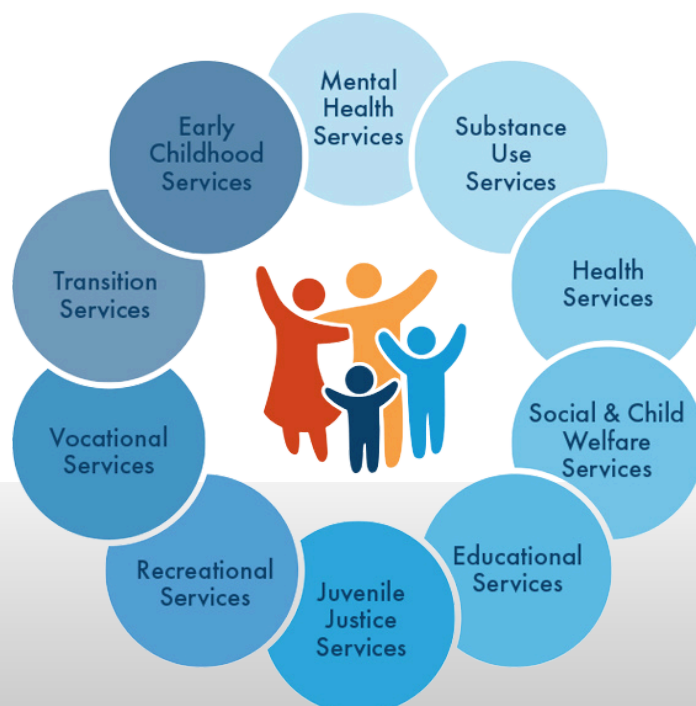 Mental
Health
Services
Substance
Use
Services
Health
Services
Social & Child
Welfare
Services
Educational
Services
Juvenile
Justice
Services
Recreational
Services
Vocational
Services
Transition
Services
Early
Childhood
Services